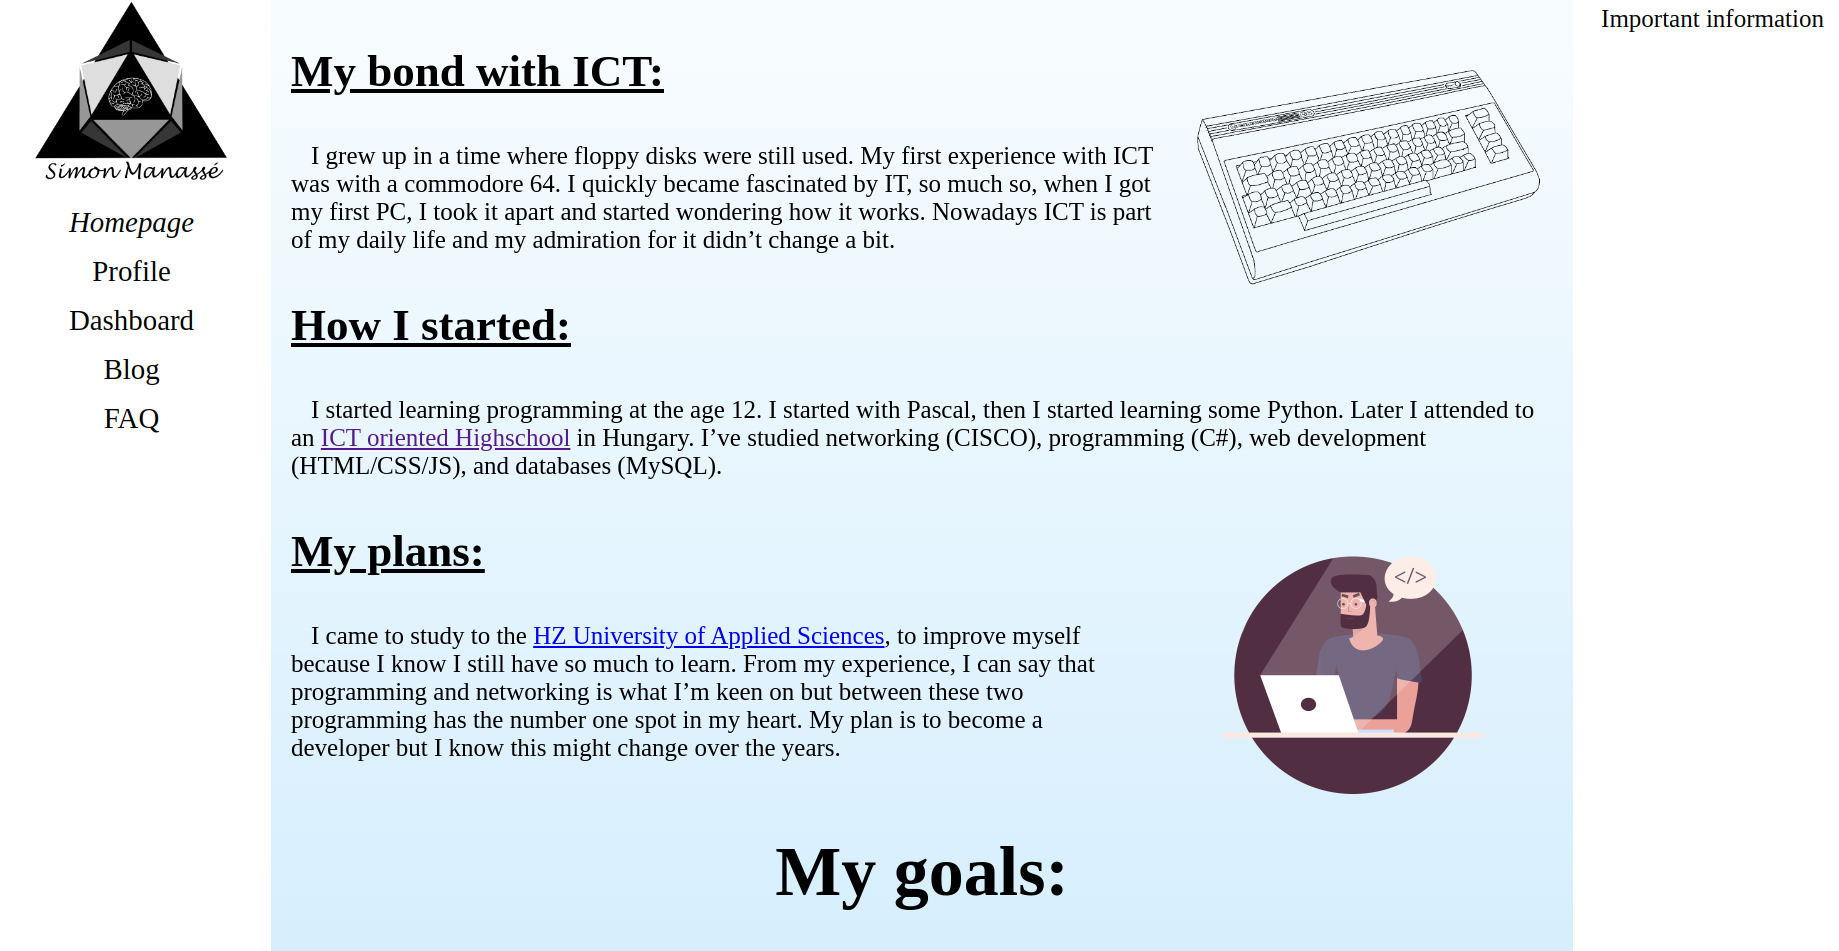 Simon Manassé
Homepage
Profile
Dashboard
Blog
FAQ
My bond with ICT:
I grew up in a time where floppy disks were still used. My first experience with ICT
was with a commodore 64. I quickly became fascinated by IT, so much so, when I got
my first PC, I took it apart and started wondering how it works. Nowadays ICT is part
of my daily life and my admiration for it didn’t change a bit.
How I started:
I started learning programming at the age 12. I started with Pascal, then I started learning some Python. Later I attended to
an ICT oriented Highschool in Hungary. I’ve studied networking (CISCO), programming (C#), web development
(HTML/CSS/JS), and databases (MySQL).
My plans:
I came to study to the HZ University of Applied Sciences, to improve myself
because I know I still have so much to learn. From my experience, I can say that
programming and networking is what I’m keen on but between these two
programming has the number one spot in my heart. My plan is to become a
developer but I know this might change over the years.
</>
My goals:
Important information